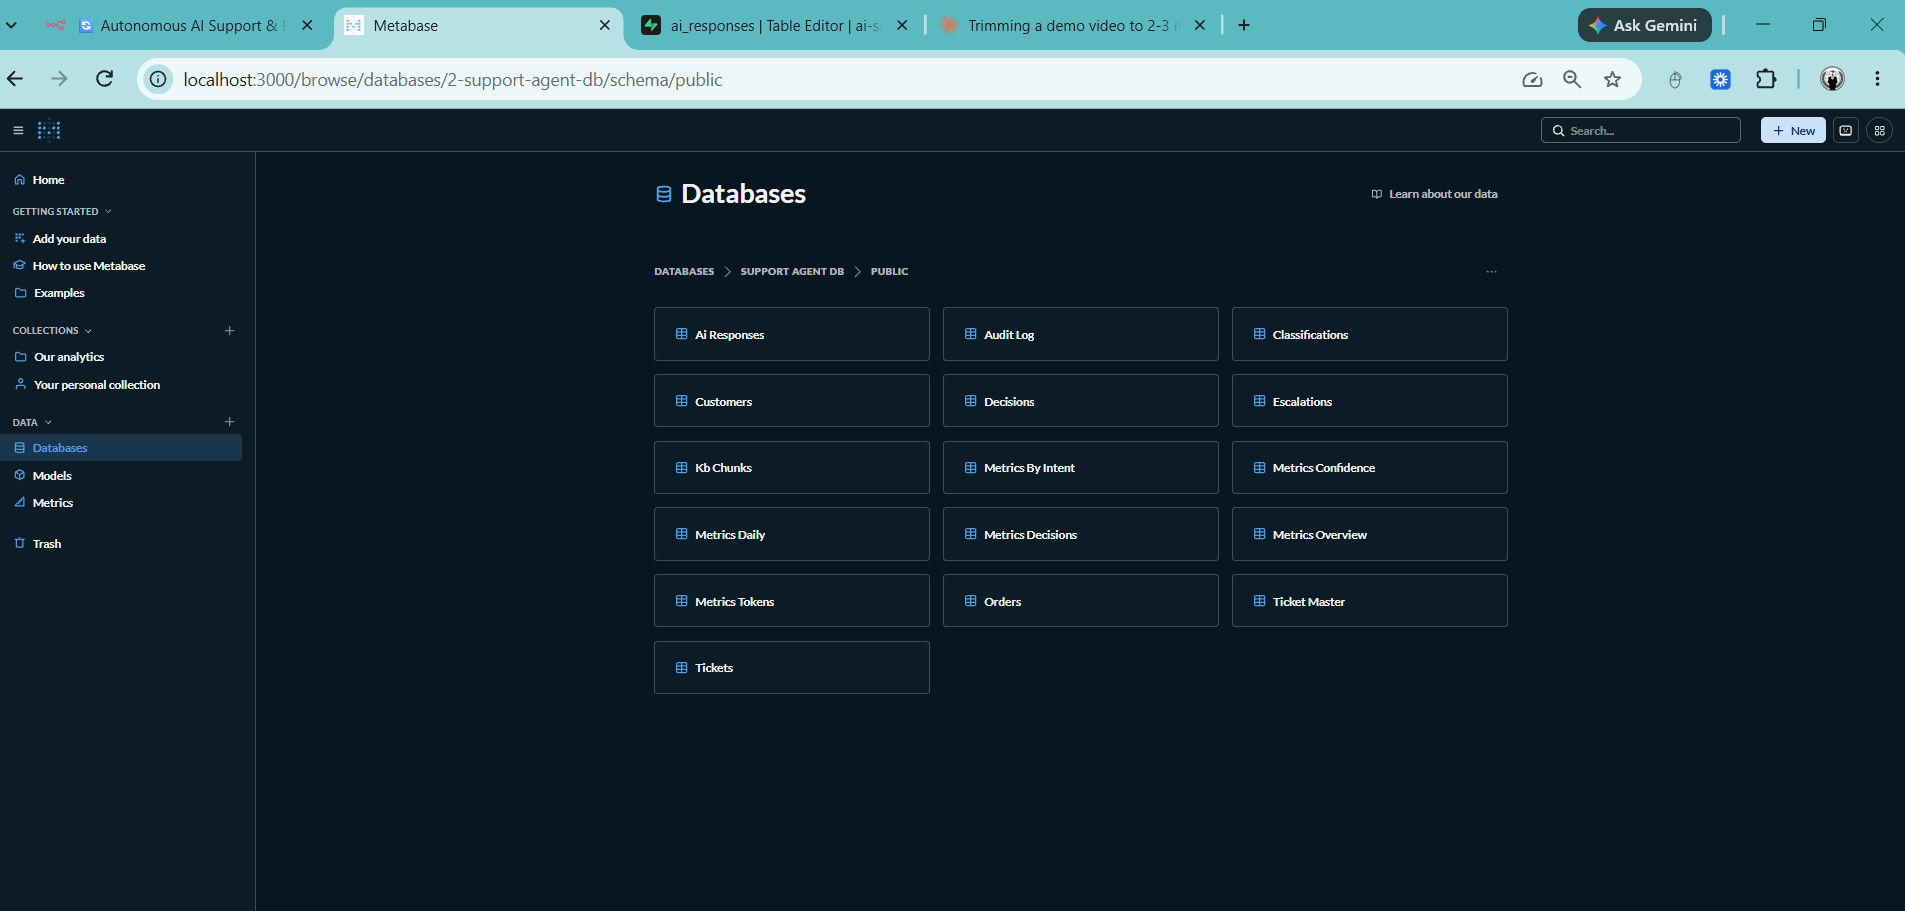 Autonomous AI Support &
Metabase
ai_responses | Table Editor | ai-s
Trimming a demo video to 2-3
Ask Gemini
localhost:3000/browse/databases/2-support-agent-db/schema/public
Search...
+ New
Home
GETTING STARTED
Add your data
How to use Metabase
Examples
COLLECTIONS
Our analytics
Your personal collection
DATA
Databases
Models
Metrics
Trash
Databases
Learn about our data
DATABASES > SUPPORT AGENT DB > PUBLIC
Ai Responses
Audit Log
Classifications
Customers
Decisions
Escalations
Kb Chunks
Metrics By Intent
Metrics Confidence
Metrics Daily
Metrics Decisions
Metrics Overview
Metrics Tokens
Orders
Ticket Master
Tickets